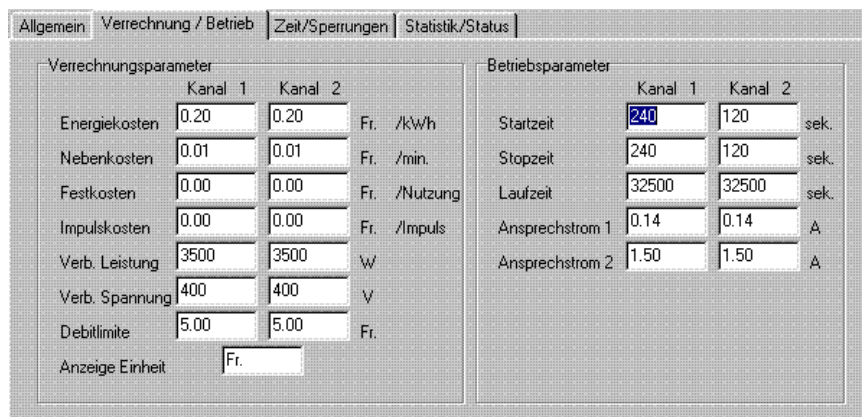 Allgemein Verrechnung / Betrieb Zeit/Sperrungen Statistik/Status
Verrechnungsparameter
Kanal 1 Kanal 2
Energiekosten 0.20 0.20 Fr. /kWh
Nebenkosten 0.01 0.01 Fr. /min.
Festkosten 0.00 0.00 Fr. /Nutzung
Impulskosten 0.00 0.00 Fr. /Impuls
Verb. Leistung 3500 3500 W
Verb. Spannung 400 400 V
Debitlimite 5.00 5.00 Fr.
Anzeige Einheit Fr.
Betriebsparameter
Kanal 1 Kanal 2
Startzeit 240 120 sek.
Stopzeit 240 120 sek.
Laufzeit 32500 32500 sek.
Ansprechstrom 1 0.14 0.14 A
Ansprechstrom 2 1.50 1.50 A